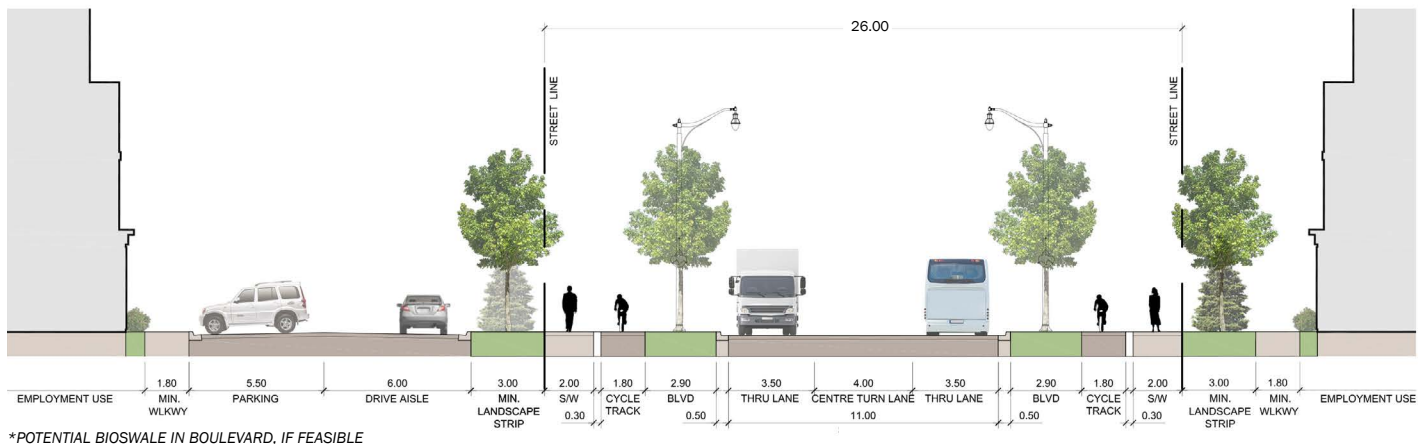 26.00
STREET LINE
STREET LINE
1.80 5.50 6.00 3.00 2.00 1.80 2.90 3.50 4.00 3.50 2.90 1.80 2.00 3.00 1.80
EMPLOYMENT USE MIN. PARKING DRIVE AISLE MIN. S/W CYCLE BLVD THRU LANE CENTRE TURN LANE THRU LANE BLVD CYCLE S/W MIN. MIN. EMPLOYMENT USE
WLKWY LANDSCAPE 0.30 TRACK 0.50 11.00 0.50 TRACK 0.30 LANDSCAPE WLKWY
STRIP STRIP
*POTENTIAL BIOSWALE IN BOULEVARD, IF FEASIBLE